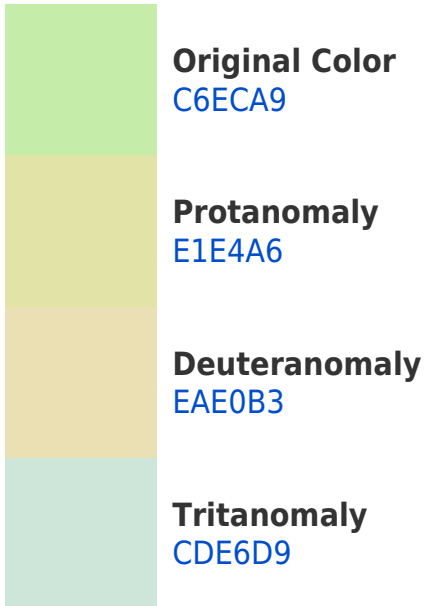 Original Color
C6ECA9
Protanomaly
E1E4A6
Deuteranomaly
EAE0B3
Tritanomaly
CDE6D9